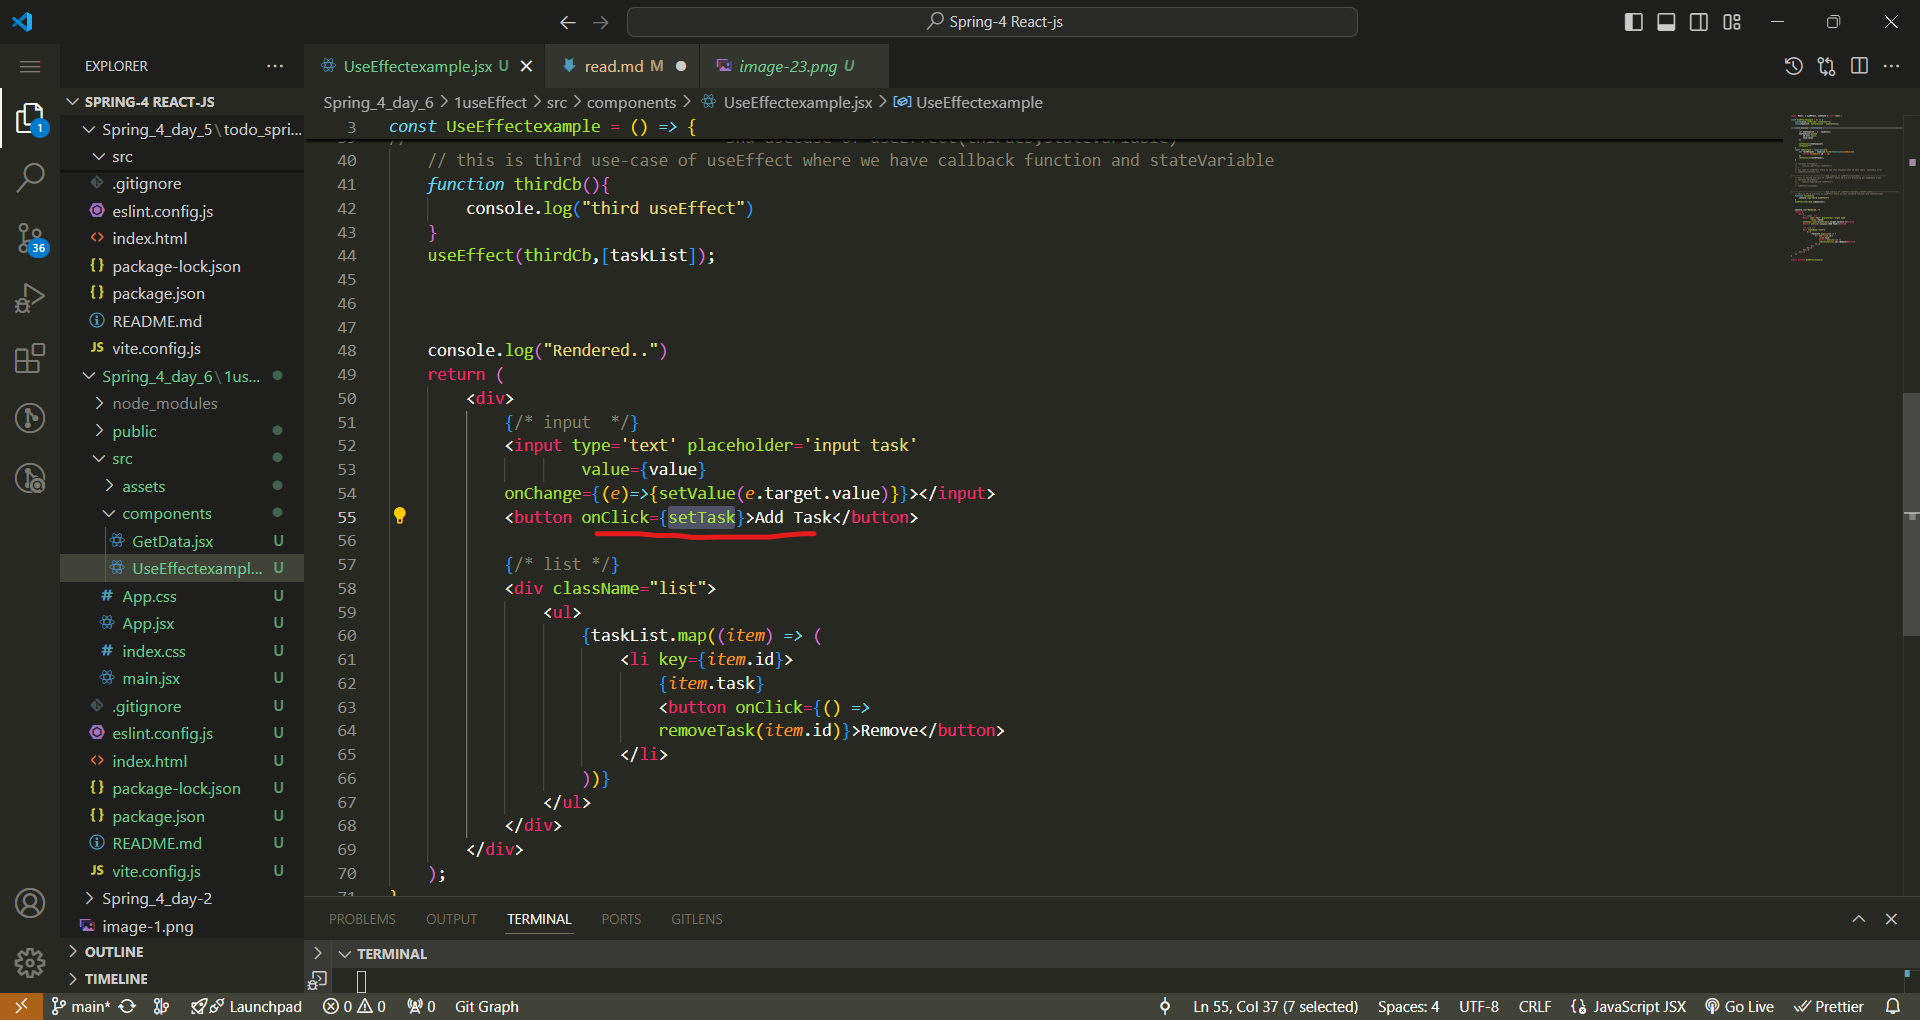 Spring-4 React-js
EXPLORER
SPRING-4 REACT-JS
Spring_4_day_5\todo_spri...
src
.gitignore
eslint.config.js
index.html
package-lock.json
package.json
README.md
JS vite.config.js
Spring_4_day_6\1us...
node_modules
public
src
assets
components
GetData.jsx U
UseEffectexampl... U
App.css U
App.jsx U
index.css U
main.jsx U
.gitignore U
eslint.config.js U
index.html U
package-lock.json U
package.json U
README.md U
JS vite.config.js U
Spring_4_day-2
image-1.png
OUTLINE
TIMELINE
1
36
UseEffectexample.jsx U
read.md M
image-23.png U
Spring_4_day_6 > 1useEffect > src > components > UseEffectexample.jsx > UseEffectexample
3 const UseEffectexample = () => {
40 // this is third use-case of useEffect where we have callback function and stateVariable
41 function thirdCb(){
42 console.log("third useEffect")
43 }
44 useEffect(thirdCb,[taskList]);
45
46
47
48 console.log("Rendered..")
49 return (
50 <div>
51 {/* input  */}
52 <input type='text' placeholder='input task'
53 value={value}
54 onChange={(e)=>{setValue(e.target.value)}}></input>
55 <button onClick={setTask}>Add Task</button>
56
57 {/* list */}
58 <div className="list">
59 <ul>
60 {taskList.map((item) => (
61 <li key={item.id}>
62 {item.task}
63 <button onClick={() =>
64 removeTask(item.id)}>Remove</button>
65 </li>
66 ))}
67 </ul>
68 </div>
69 </div>
70 );
71 }
PROBLEMS OUTPUT TERMINAL PORTS GITLENS
TERMINAL
main* Launchpad 0 0 0 Git Graph Ln 55, Col 37 (7 selected) Spaces: 4 UTF-8 CRLF JavaScript JSX Go Live Prettier